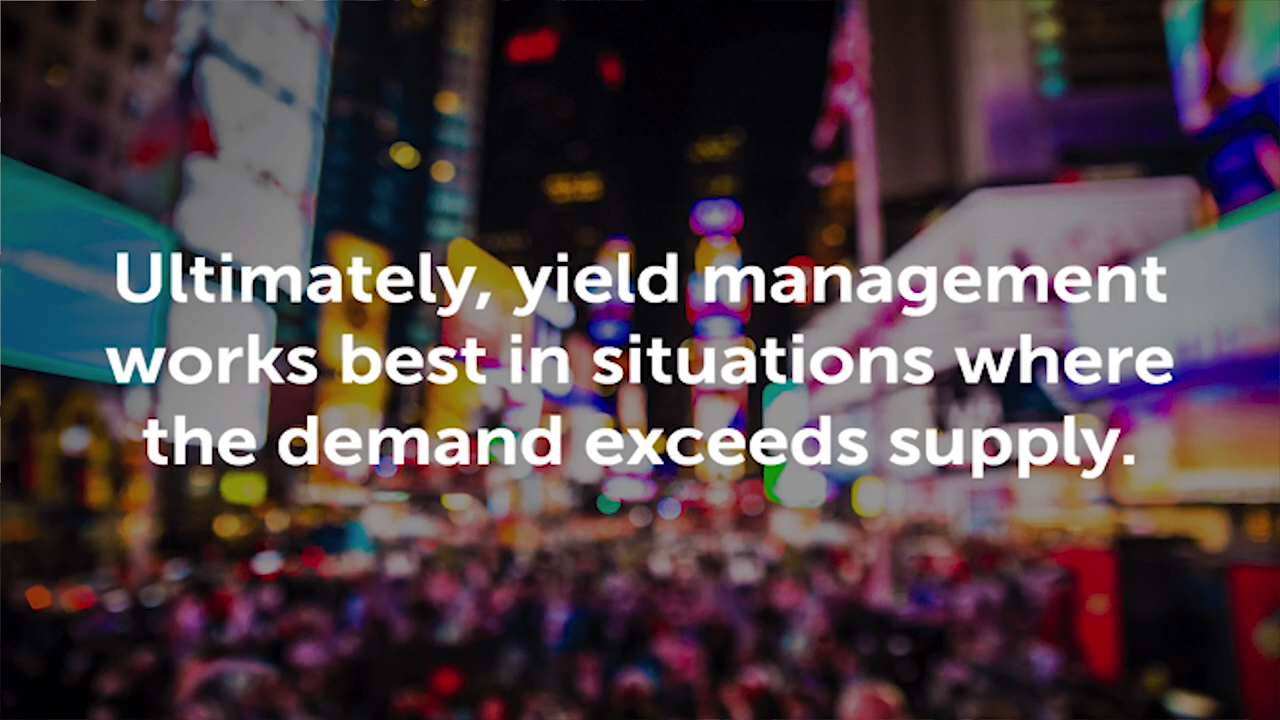 Ultimately, yield management
works best in situations where
the demand exceeds supply.